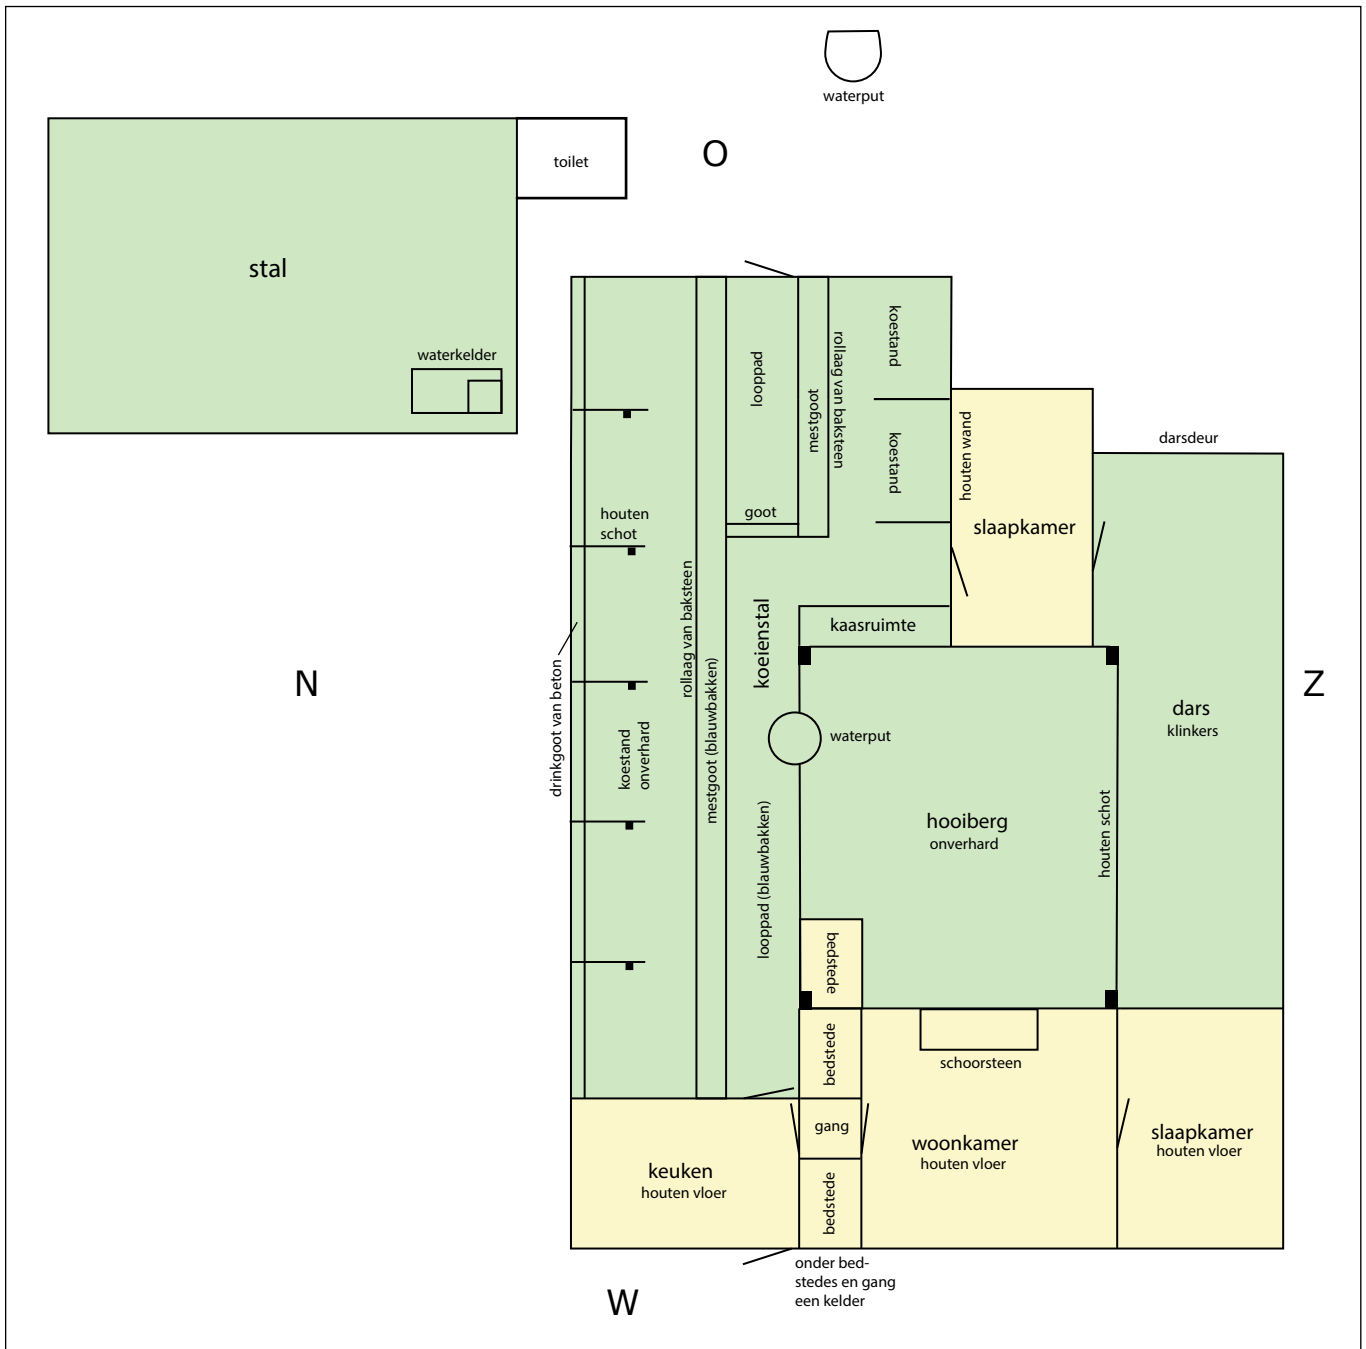 waterput
toilet
O
stal
waterkelder
looppad
mestgoot
rollaag van baksteen
koestand
koestand
houten wand
darsdeur
slaapkamer
houten
schot
goot
rollaag van baksteen
mestgoot (blauwbakken)
koeienstal
kaasruimte
drinkgoot van beton
koestand
onverhard
N
Z
dars
klinkers
waterput
looppad (blauwbakken)
hooiberg
onverhard
houten schot
bedstede
bedstede
schoorsteen
gang
woonkamer
houten vloer
slaapkamer
houten vloer
keuken
houten vloer
bedstede
onder bed-
stedes en gang
een kelder
W